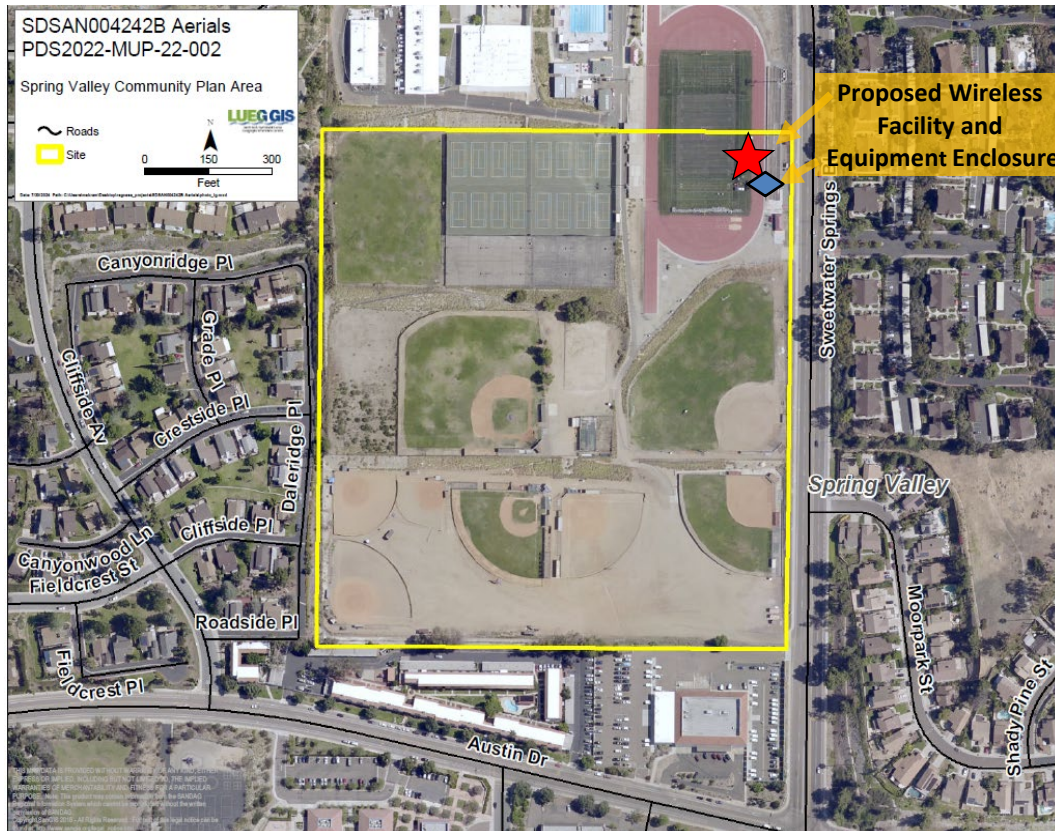 SDSAN004242B Aerials
PDS2022-MUP-22-002
Spring Valley Community Plan Area
LUEG GIS
Roads
Site
N
0 150 300
Feet
Proposed Wireless
Facility and
Equipment Enclosure
Sweetwater Springs
Canyonridge Pl
Grade Pl
Cliffside Av
Crestside Pl
Daleridge Pl
Cliffside Pl
Canyonwood Ln
Fieldcrest St
Roadside Pl
Fieldcrest Pl
Austin Dr
Spring Valley
Moorpark St
Shady Pine St